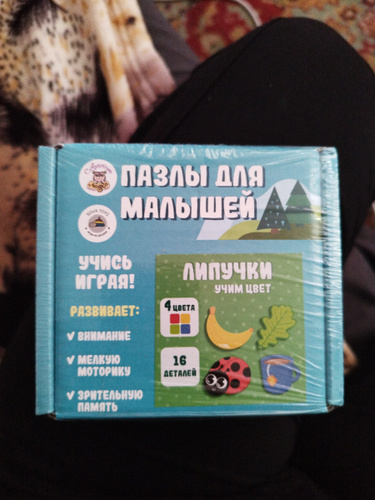 ПАЗЛЫ ДЛЯ
МАЛЫШЕЙ
УЧИСЬ
ИГРАЯ!
РАЗВИВАЕТ:
✓ ВНИМАНИЕ
✓ МЕЛКУЮ
МОТОРИКУ
✓ ЗРИТЕЛЬНУЮ
ПАМЯТЬ
ЛИПУЧКИ
УЧИМ ЦВЕТ
4 ЦВЕТА
16
ДЕТАЛЕЙ